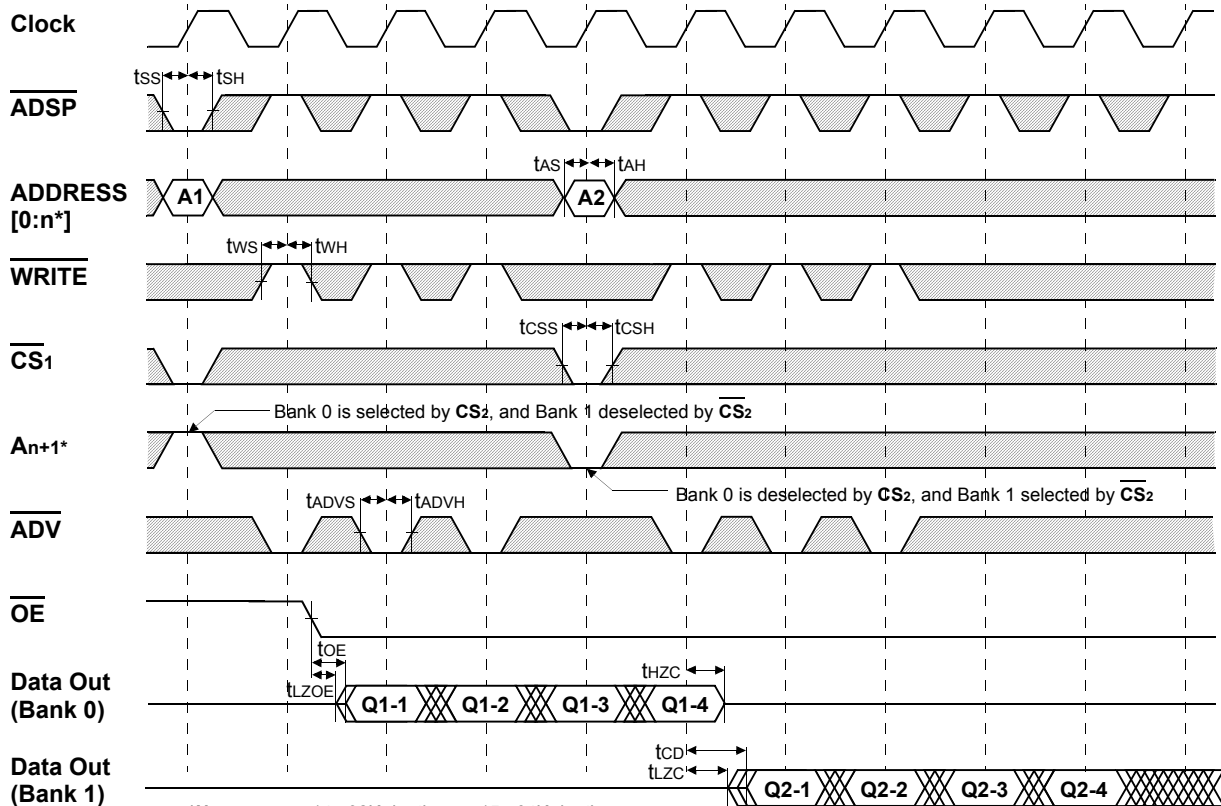 Clock
tSS tSH
ADSP
tAS tAH
ADDRESS
[0:n*]
A1 A2
tWS tWH
WRITE
tCSS tCSH
CS1
Bank 0 is selected by CS2, and Bank 1 deselected by CS2
An+1*
Bank 0 is deselected by CS2, and Bank 1 selected by CS2
tADVS tADVH
ADV
OE
tOE
tHZC
tLZOE
Data Out
(Bank 0)
Q1-1 Q1-2 Q1-3 Q1-4
tCD
tLZC
Data Out
(Bank 1)
Q2-1 Q2-2 Q2-3 Q2-4